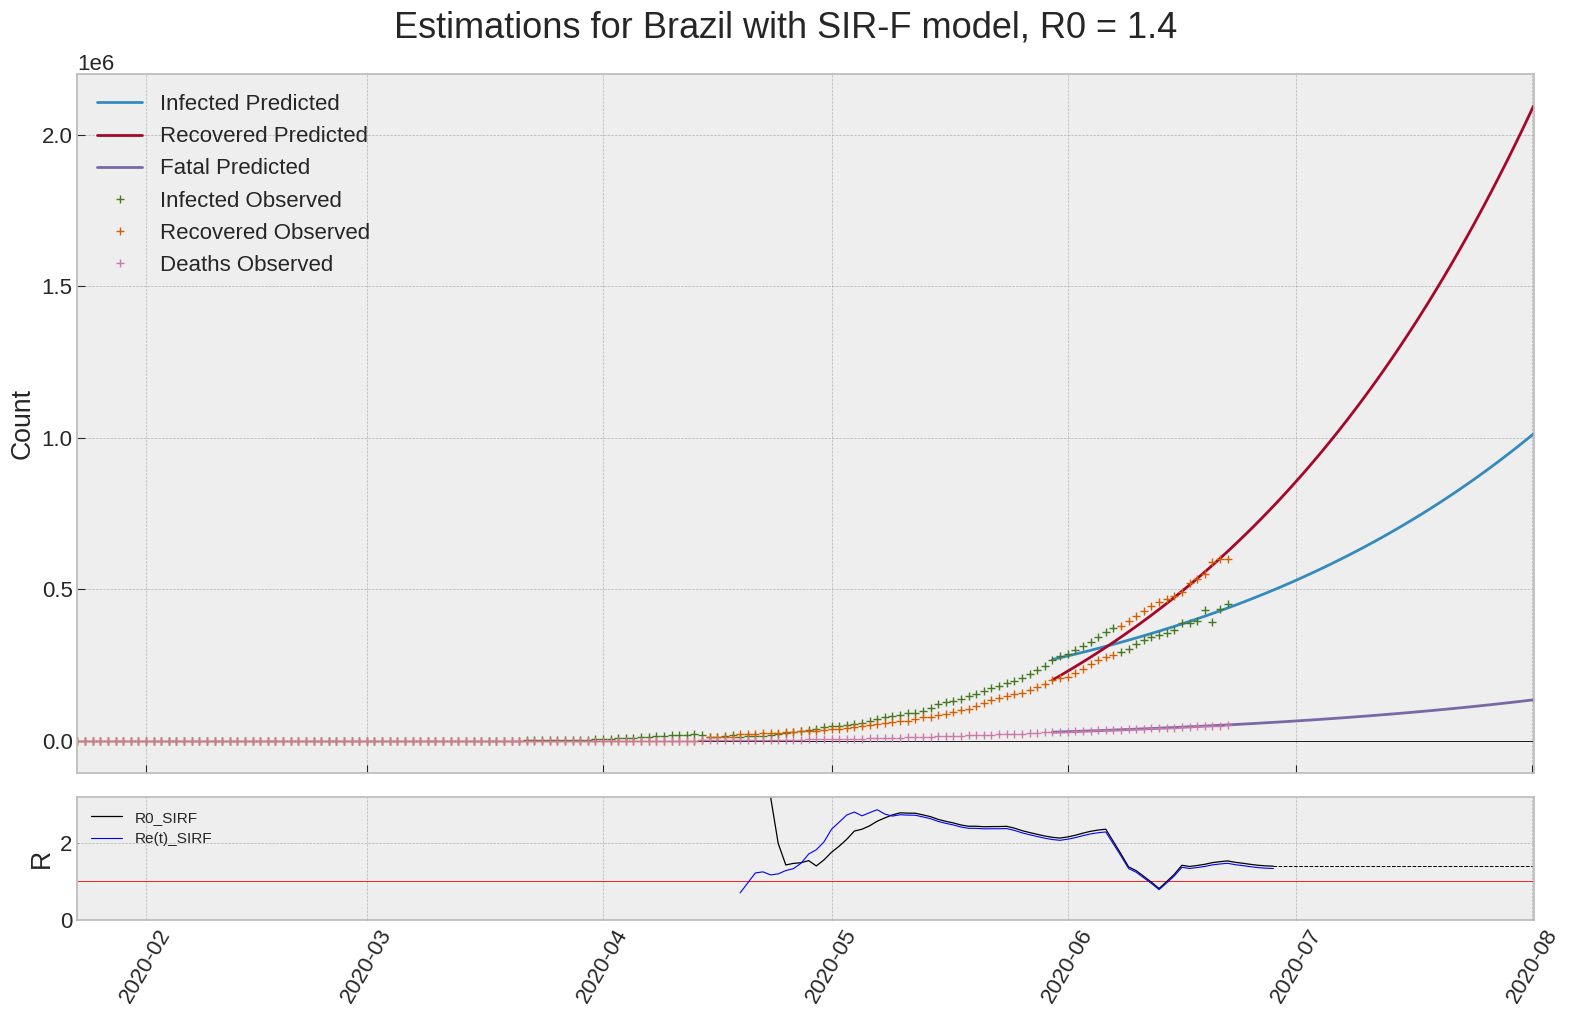 Estimations for Brazil with SIR-F model, R0 = 1.4
1e6
Infected Predicted
Recovered Predicted
Fatal Predicted
Infected Observed
Recovered Observed
Deaths Observed
2.0
1.5
1.0
0.5
0.0
Count
R0_SIRF
Re(t)_SIRF
2
0
R
2020-02
2020-03
2020-04
2020-05
2020-06
2020-07
2020-08